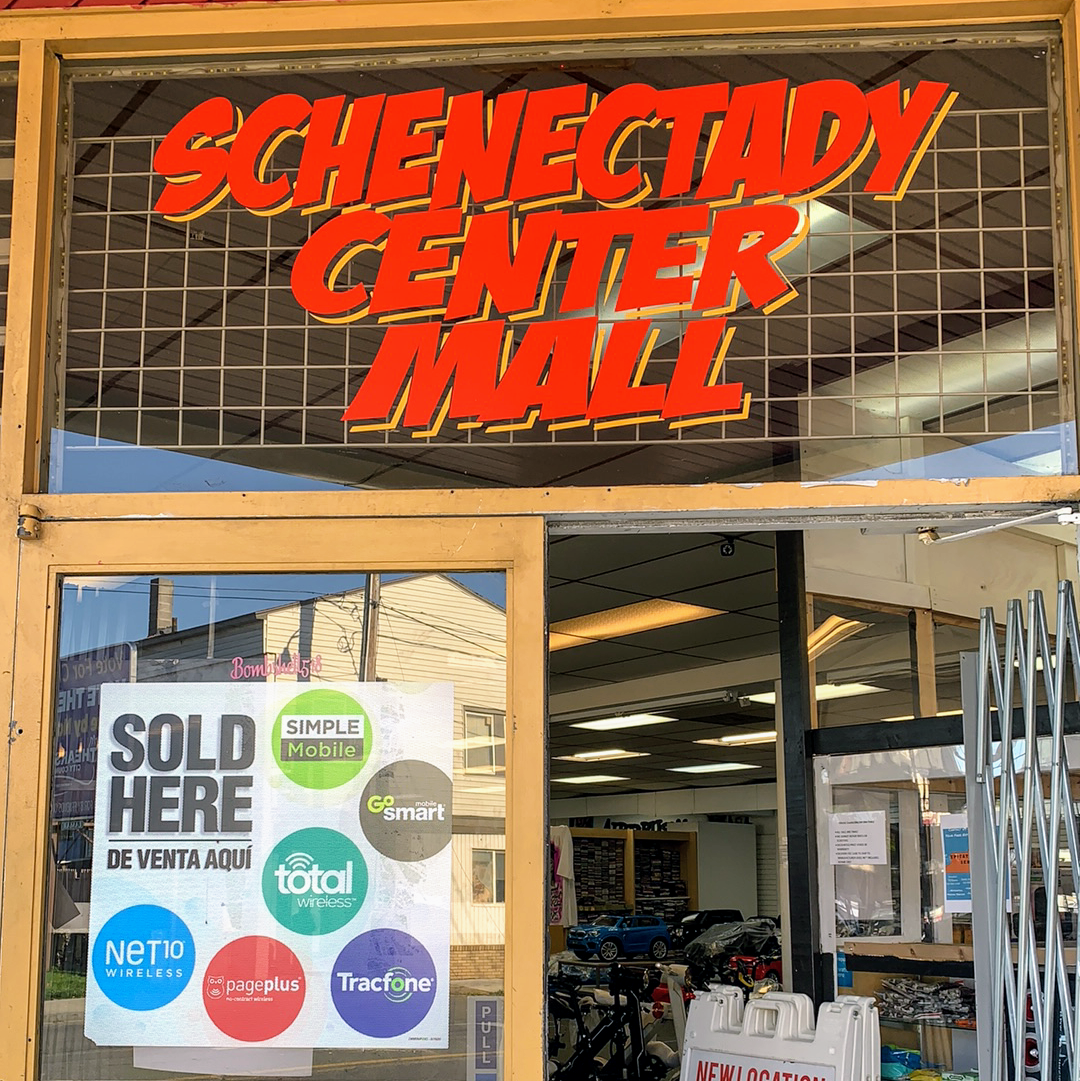 SCHENECTADY
CENTER
MALL
Bombshell518
SOLD
HERE
DE VENTA AQUÍ
SIMPLE
Mobile
Go
mobile
smart
total
wireless
NET10
WIRELESS
pageplus
no-contract wireless
Tracfone
PULL
NEW LOCATION